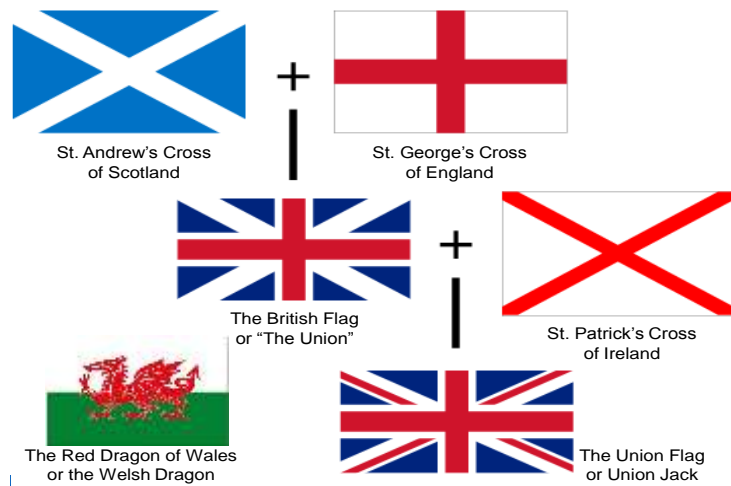 St. Andrew’s Cross
of Scotland
St. George’s Cross
of England
The British Flag
or “The Union”
St. Patrick’s Cross
of Ireland
The Red Dragon of Wales
or the Welsh Dragon
The Union Flag
or Union Jack